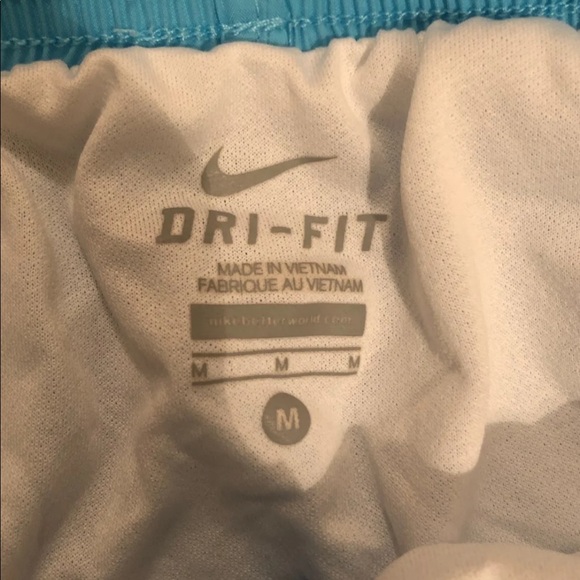 DRI-FIT
MADE IN VIETNAM
FABRIQUE AU VIETNAM
nikebetterworld.com
M M M
M